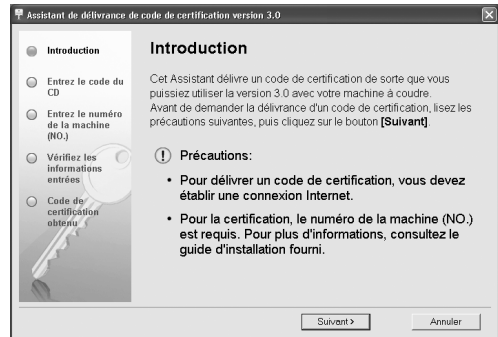 Assistant de délivrance de code de certification version 3.0
Introduction
Entrez le code du
CD
Entrez le numéro
de la machine
(NO.)
Vérifiez les
informations
entrées
Code de
certification
obtenu
Introduction
Cet Assistant délivre un code de certification de sorte que vous
puissiez utiliser la version 3.0 avec votre machine à coudre.
Avant de demander la délivrance d'un code de certification, lisez les
précautions suivantes, puis cliquez sur le bouton [Suivant].
Précautions:
• Pour délivrer un code de certification, vous devez
établir une connexion Internet.
• Pour la certification, le numéro de la machine (NO.)
est requis. Pour plus d'informations, consultez le
guide d'installation fourni.
Suivant >
Annuler